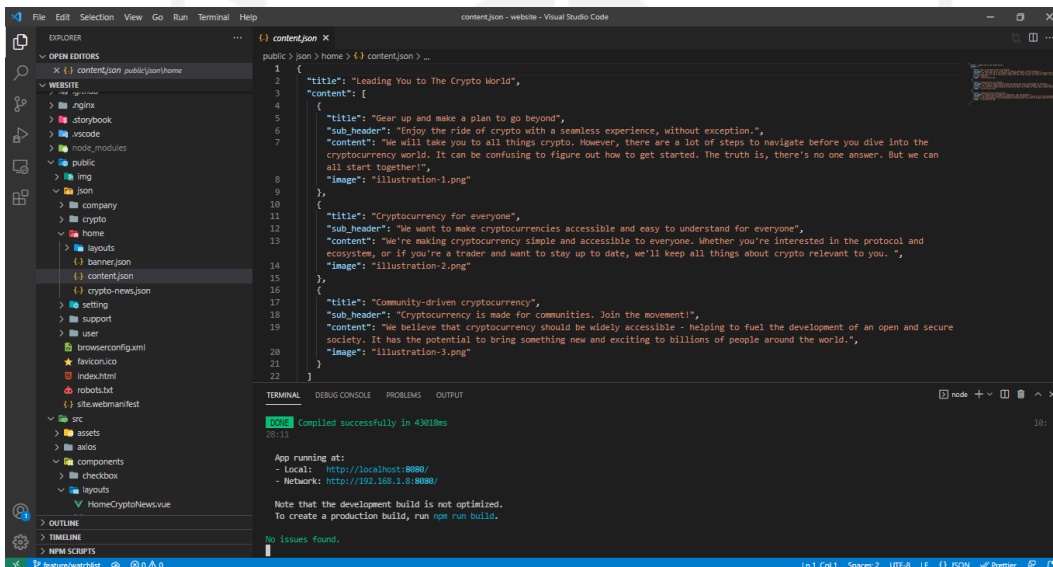 File Edit Selection View Go Run Terminal Help
content.json - website - Visual Studio Code
EXPLORER
OPEN EDITORS
{..} content.json public\json\home
WEBSITE
.nginx
.storybook
.vscode
node_modules
public
img
json
company
crypto
home
layouts
{..} banner.json
{..} content.json
{..} crypto-news.json
setting
support
user
browserconfig.xml
favicon.ico
index.html
robots.txt
{..} site.webmanifest
src
assets
axios
components
checkbox
layouts
HomeCryptoNews.vue
OUTLINE
TIMELINE
NPM SCRIPTS
{..} content.json
public > json > home > {..} content.json > ...
1 {
2 "title": "Leading You to The Crypto World",
3 "content": [
4 {
5 "title": "Gear up and make a plan to go beyond",
6 "sub_header": "Enjoy the ride of crypto with a seamless experience, without exception.",
7 "content": "We will take you to all things crypto. However, there are a lot of steps to navigate before you dive into the
cryptocurrency world. It can be confusing to figure out how to get started. The truth is, there's no one answer. But we can
all start together!",
8 "image": "illustration-1.png"
9 },
10 {
11 "title": "Cryptocurrency for everyone",
12 "sub_header": "We want to make cryptocurrencies accessible and easy to understand for everyone",
13 "content": "We're making cryptocurrency simple and accessible to everyone. Whether you're interested in the protocol and
ecosystem, or if you're a trader and want to stay up to date, we'll keep all things about crypto relevant to you. ",
14 "image": "illustration-2.png"
15 },
16 {
17 "title": "Community-driven cryptocurrency",
18 "sub_header": "Cryptocurrency is made for communities. Join the movement!",
19 "content": "We believe that cryptocurrency should be widely accessible - helping to fuel the development of an open and secure
society. It has the potential to bring something new and exciting to billions of people around the world.",
20 "image": "illustration-3.png"
21 }
22 ]
TERMINAL DEBUG CONSOLE PROBLEMS OUTPUT
node
DONE Compiled successfully in 43018ms 10:
28:11
App running at:
- Local: http://localhost:8080/
- Network: http://192.168.1.8:8080/
Note that the development build is not optimized.
To create a production build, run npm run build.
No issues found.
feature/watchlist 0 0 Ln 1, Col 1 Spaces: 2 UTF-8 LF {} JSON Prettier